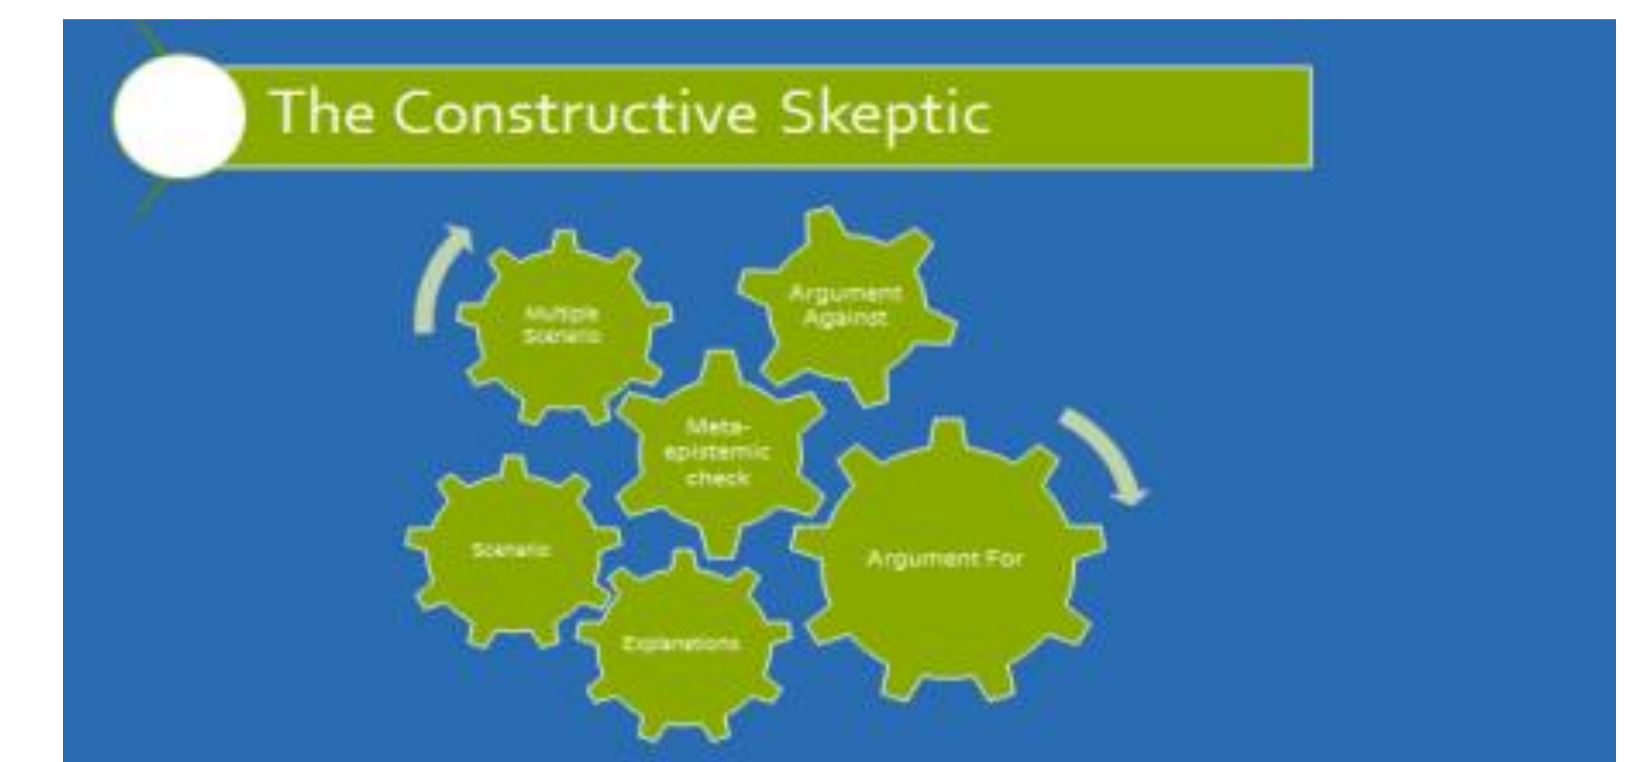 The Constructive Skeptic
Multiple
Scenario
Argument
Against
Meta-
epistemic
check
Scenario
Argument For
Explanations